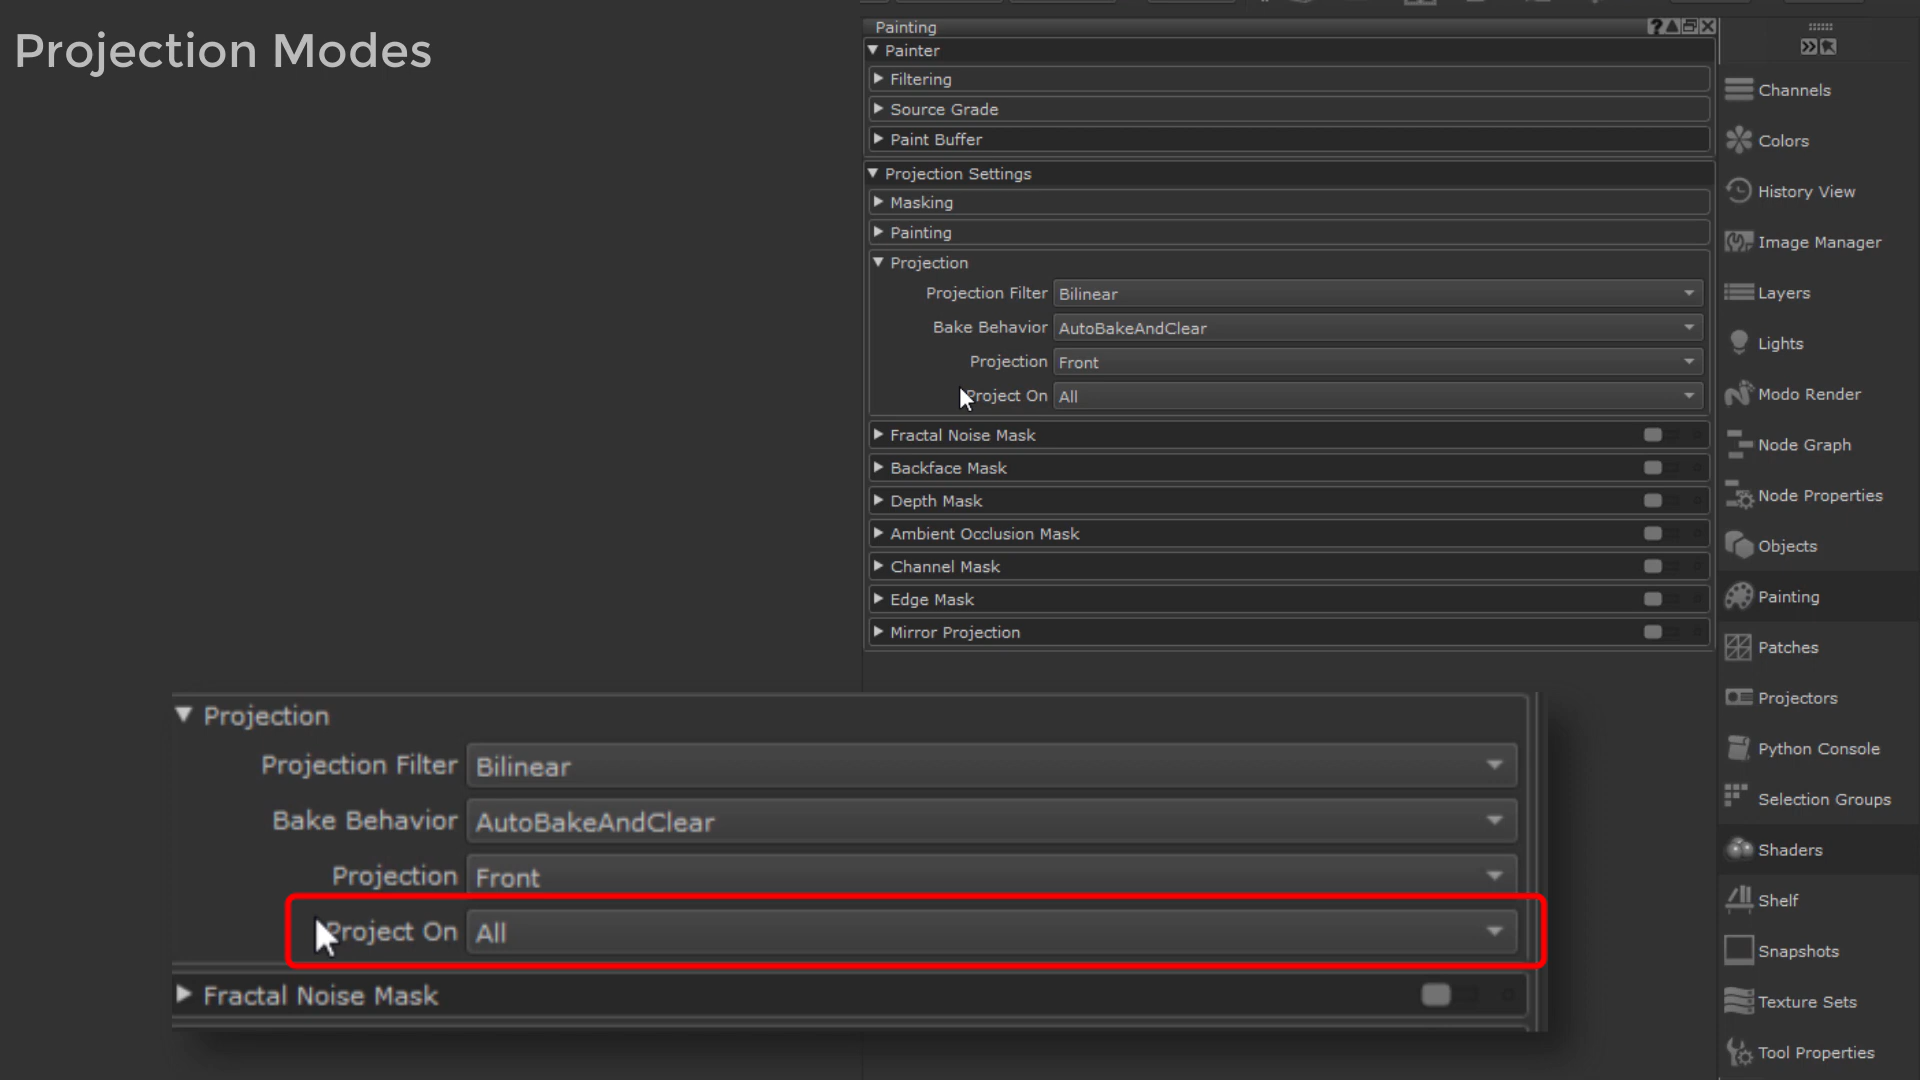 Projection Modes
Painting
Painter
Filtering
Source Grade
Paint Buffer
Projection Settings
Masking
Painting
Projection
Projection Filter Bilinear
Bake Behavior AutoBakeAndClear
Projection Front
Project On All
Fractal Noise Mask
Backface Mask
Depth Mask
Ambient Occlusion Mask
Channel Mask
Edge Mask
Mirror Projection
Channels
Colors
History View
Image Manager
Layers
Lights
Modo Render
Node Graph
Node Properties
Objects
Painting
Patches
Projectors
Python Console
Selection Groups
Shaders
Shelf
Snapshots
Texture Sets
Tool Properties
Projection
Projection Filter Bilinear
Bake Behavior AutoBakeAndClear
Projection Front
Project On All
Fractal Noise Mask